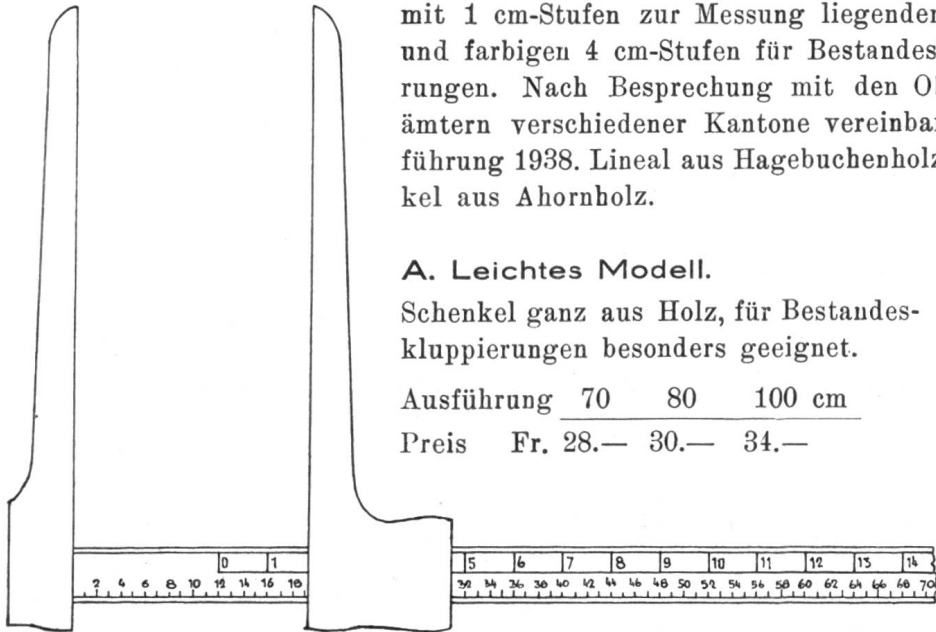 mit 1 cm-Stufen zur Messung liegender
und farbigen 4 cm-Stufen für Bestandes-
rungen. Nach Besprechung mit den
ämtern verschiedener Kantone
führung 1938. Lineal aus Hagebuchenholz
kel aus Ahornholz.
A. Leichtes Modell.
Schenkel ganz aus Holz, für Bestandes-
kluppierungen besonders geeignet.
Ausführung 70 80 100 cm
Preis Fr. 28.— 30.— 34.—
0 1 5 6 7 8 9 10 11 12 13 14
2 4 6 8 10 12 14 16 18 32 34 36 38 40 42 44 46 48 50 52 54 56 58 60 62 64 66 68 70